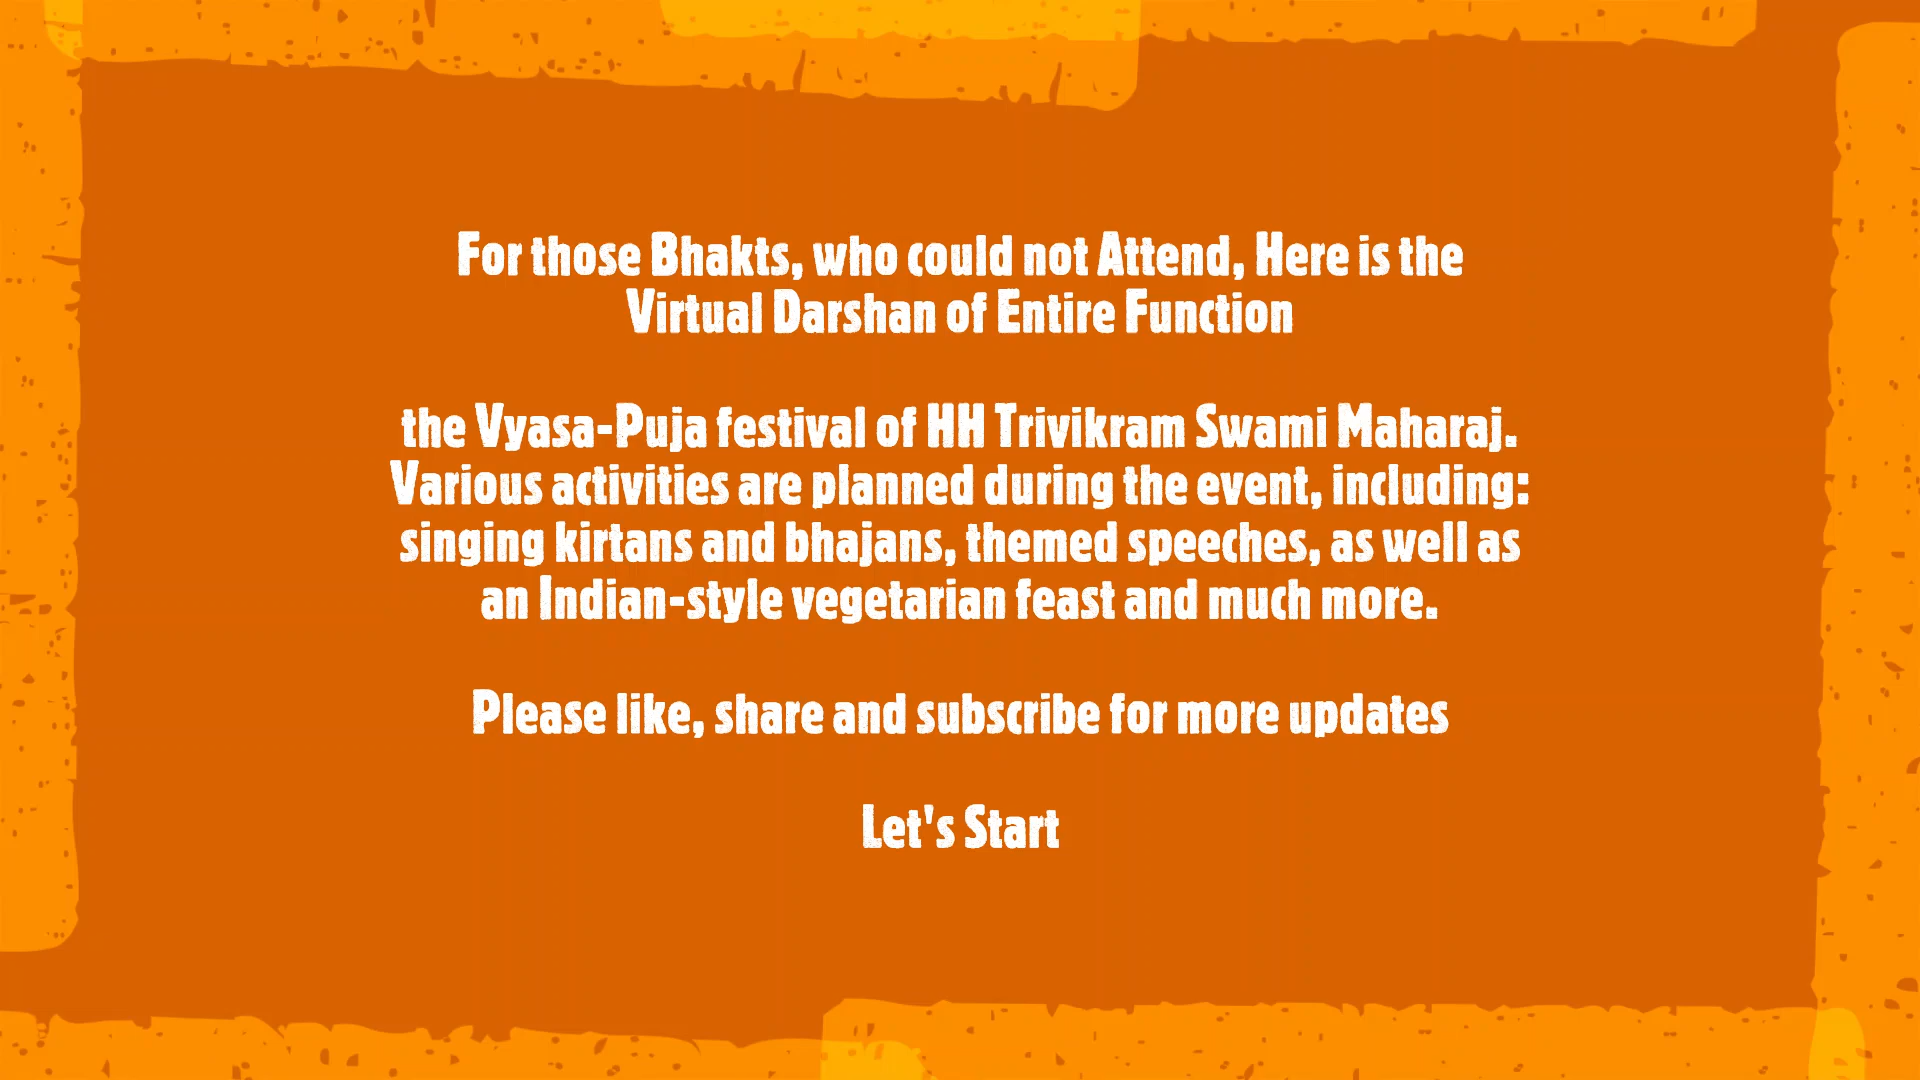 For those Bhakts, who could not Attend, Here is the
Virtual Darshan of Entire Function
the Vyasa-Puja festival of HH Trivikram Swami Maharaj.
Various activities are planned during the event, including:
singing kirtans and bhajans, themed speeches, as well as
an Indian-style vegetarian feast and much more.
Please like, share and subscribe for more updates
Let's Start